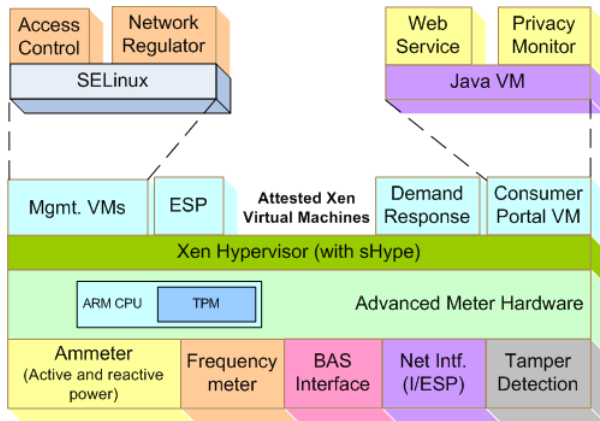 Access
Control
Network
Regulator
SELinux
Web
Service
Privacy
Monitor
Java VM
Mgmt. VMs
ESP
Attested Xen
Virtual Machines
Demand
Response
Consumer
Portal VM
Xen Hypervisor (with sHype)
ARM CPU
TPM
Advanced Meter Hardware
Ammeter
(Active and reactive
power)
Frequency
meter
BAS
Interface
Net Intf.
(I/ESP)
Tamper
Detection